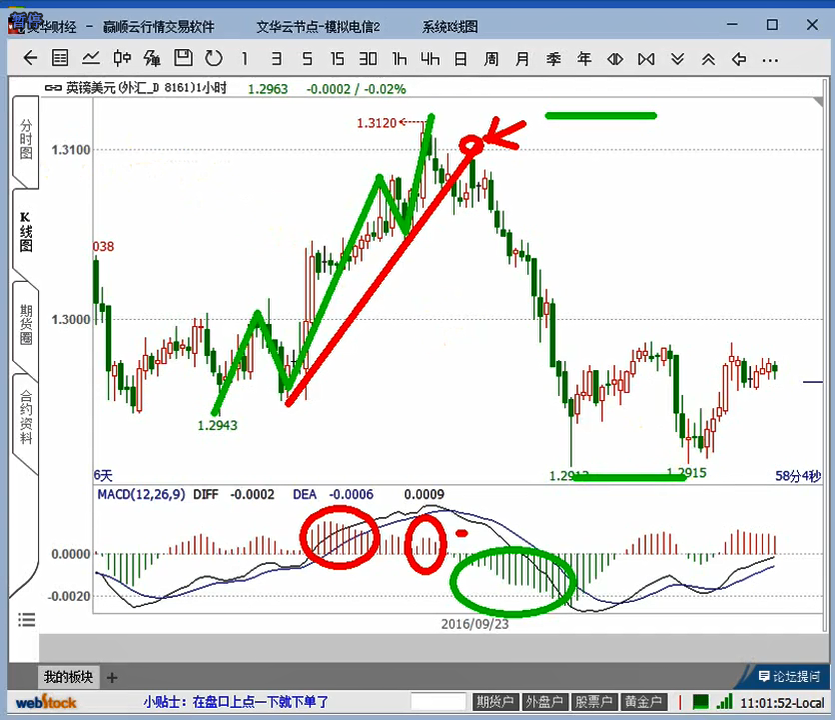 暂停
英华财经 - 赢顺云行情交易软件 文华云节点-模拟电信2 系统K线图
1 3 5 15 30 1h 4h 日 周 月 季 年
英镑美元(外汇_D 8161)1小时 1.2963 -0.0002 / -0.02%
分时图
K线图
期货圈
合约资料
1.3120
1.3100
038
1.3000
1.2943
1.2915
6天
58分4秒
MACD(12,26,9) DIFF -0.0002 DEA -0.0006 0.0009
0.0000
-0.0020
2016/09/23
我的板块 +
论坛提问
webstock 小贴士：在盘口上点一下就下单了 期货户 外盘户 股票户 黄金户 11:01:52-Local